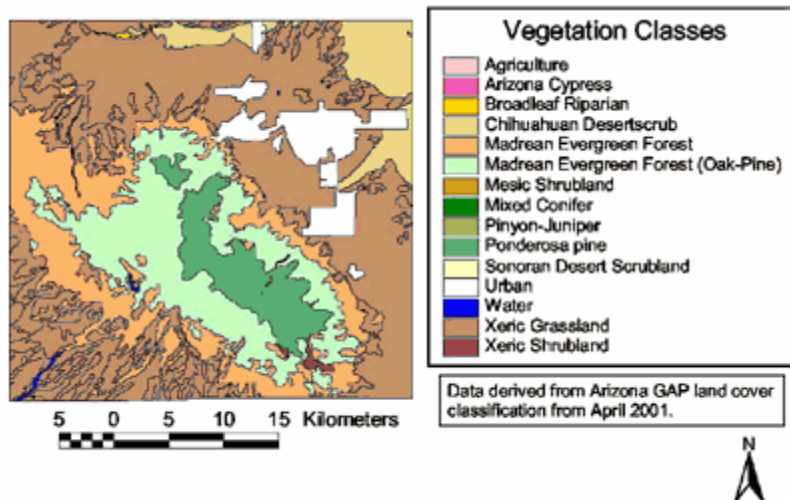 Vegetation Classes
Agriculture
Arizona Cypress
Broadleaf Riparian
Chihuahuan Desertscrub
Madrean Evergreen Forest
Madrean Evergreen Forest (Oak-Pine)
Mesic Shrubland
Mixed Conifer
Pinyon-Juniper
Ponderosa pine
Sonoran Desert Scrubland
Urban
Water
Xeric Grassland
Xeric Shrubland
Data derived from Arizona GAP land cover
classification from April 2001.
5 0 5 10 15 Kilometers
N